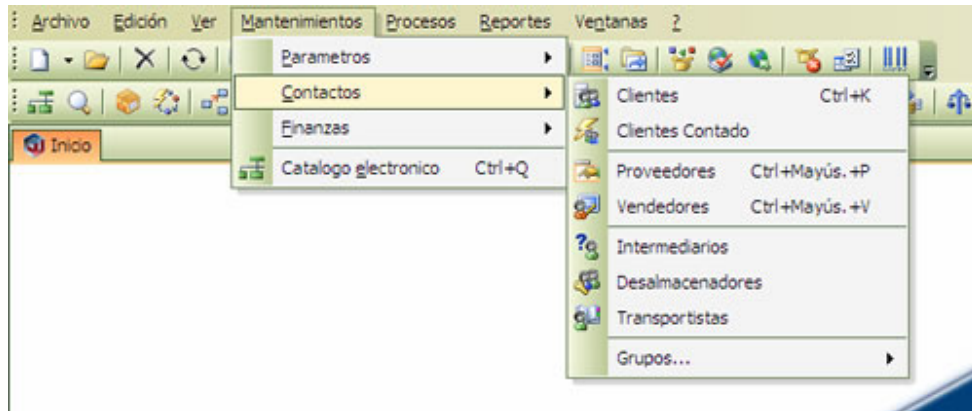 Archivo Edición Ver Mantenimientos Procesos Reportes Ventanas ?
Parametros
Contactos
Finanzas
Catalogo electronico Ctrl+Q
Inicio
Clientes Ctrl+K
Clientes Contado
Proveedores Ctrl+Mayús.+P
Vendedores Ctrl+Mayús.+V
Intermediarios
Desalmacenadores
Transportistas
Grupos...